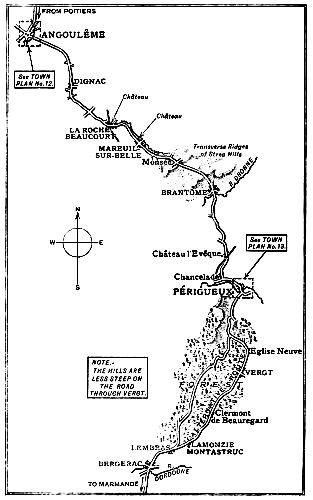 FROM POITIERS
ANGOULÊME
See TOWN
PLAN No.12.
DIGNAC
Château
Château
LA ROCHE
BEAUCOURT
MAREUIL
SUR-BELLE
Monsec
Transverse Ridges
of Steep Hills
R. DRONNE
BRANTÔME
N
W
E
S
Château l'Evêque
See TOWN
PLAN No.13.
Chancelade
PÉRIGUEUX
NOTE.-
THE HILLS ARE
LESS STEEP ON
THE ROAD
THROUGH VERGT.
Eglise Neuve
VERGT
FOREST
Clermont
de Beauregard
LEMBRAS
LAMONZIE
MONTASTRUC
BERGERAC
R. DORDOGNE
TO MARMANDE